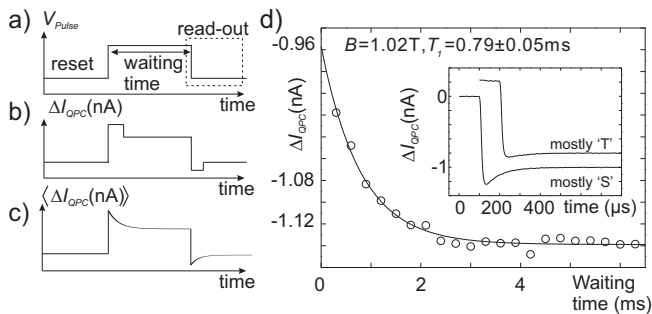 a)
V_Pulse
read-out
reset
waiting time
time
b)
ΔI_QPC(nA)
time
c)
⟨ΔI_QPC(nA)⟩
time
d)
B=1.02T,T_1=0.79±0.05ms
ΔI_QPC(nA)
-0.96
-1.08
-1.12
0
2
4
6
Waiting
time (ms)
ΔI_QPC(nA)
0
-1
mostly 'T'
mostly 'S'
0
200
400
time (µs)